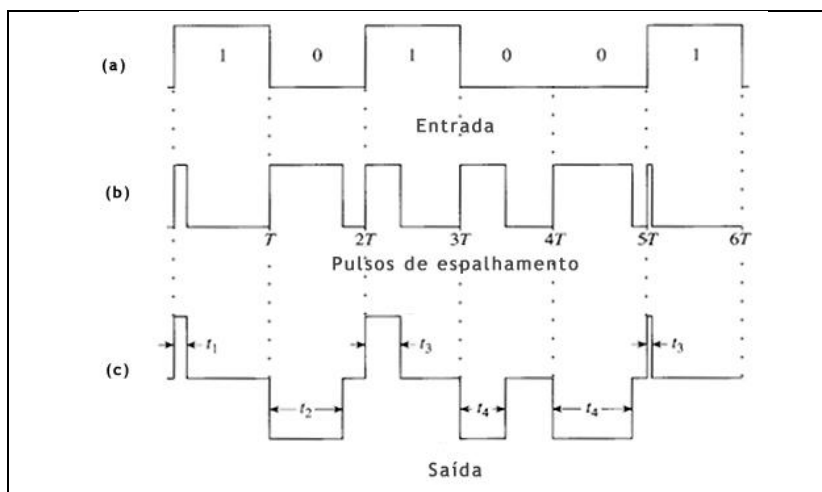 (a) 1 0 1 0 0 1
Entrada
(b)
T 2T 3T 4T 5T 6T
Pulsos de espalhamento
t1 t3 t3
(c)
t2 t4 t4
Saída